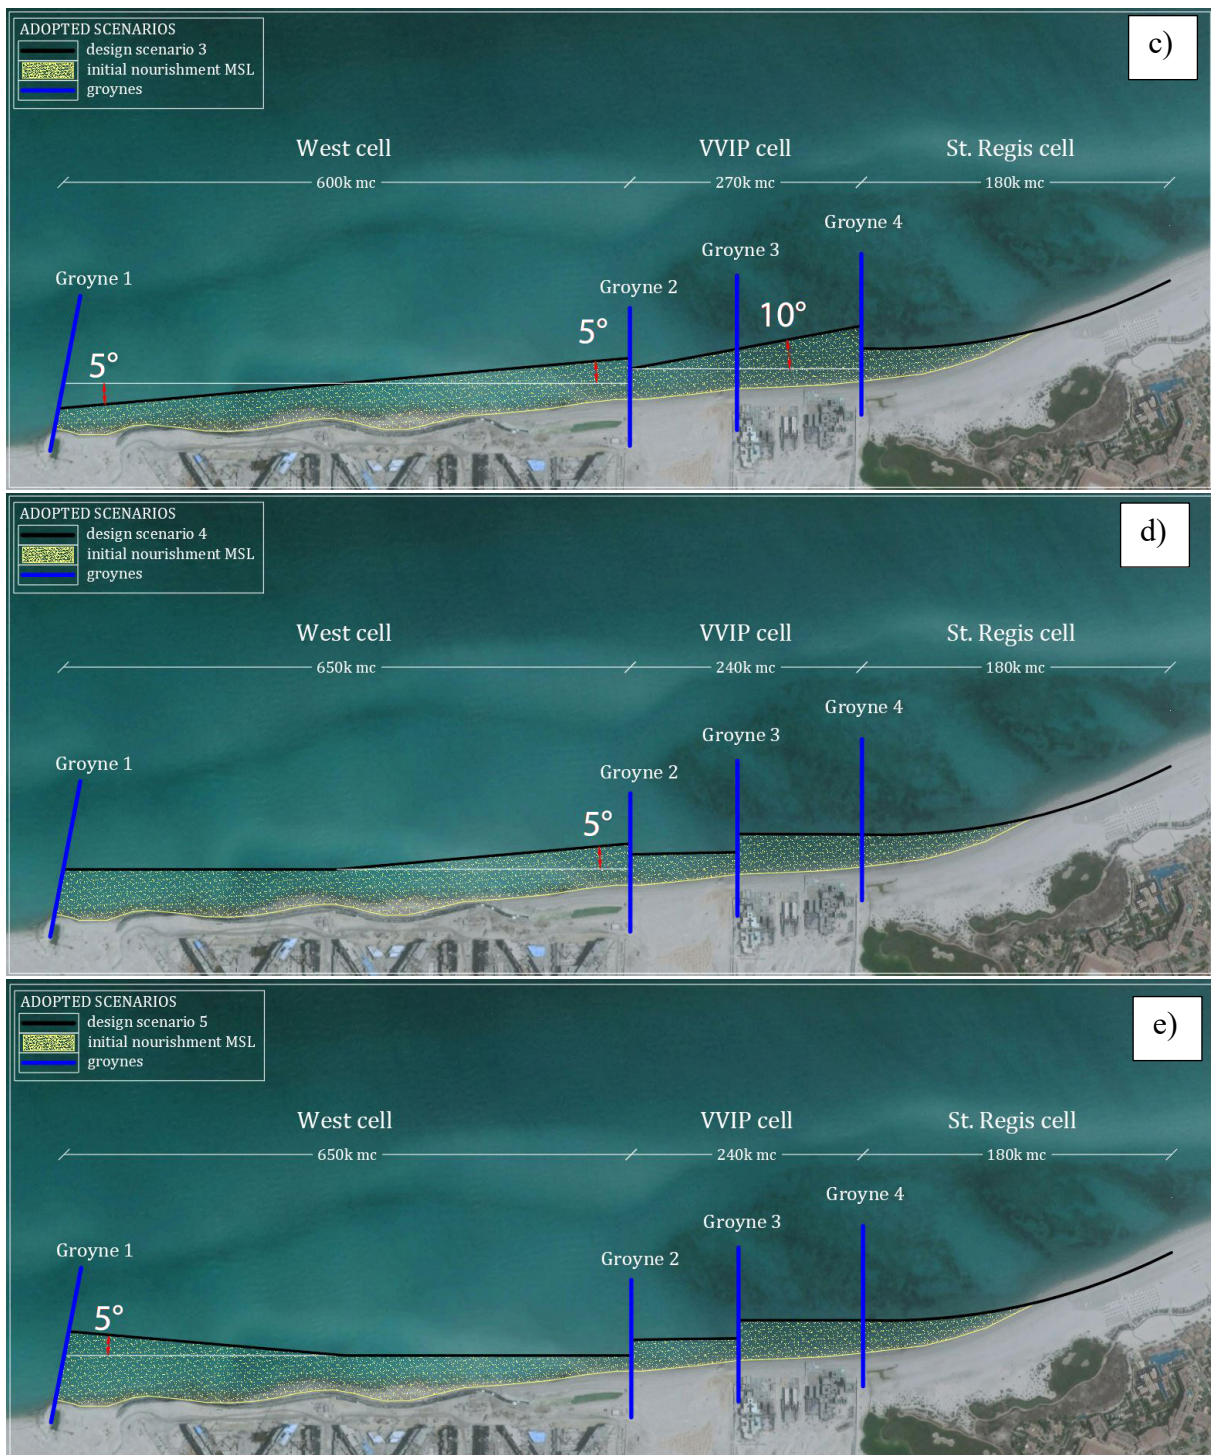 ADOPTED SCENARIOS
design scenario 3
initial nourishment MSL
groynes
c)
West cell
VVIP cell
St. Regis cell
600k mc
270k mc
180k mc
Groyne 4
Groyne 3
Groyne 1
Groyne 2
10°
5°
5°
ADOPTED SCENARIOS
design scenario 4
initial nourishment MSL
groynes
d)
West cell
VVIP cell
St. Regis cell
650k mc
240k mc
180k mc
Groyne 4
Groyne 3
Groyne 1
Groyne 2
5°
ADOPTED SCENARIOS
design scenario 5
initial nourishment MSL
groynes
e)
West cell
VVIP cell
St. Regis cell
650k mc
240k mc
180k mc
Groyne 4
Groyne 3
Groyne 1
Groyne 2
5°